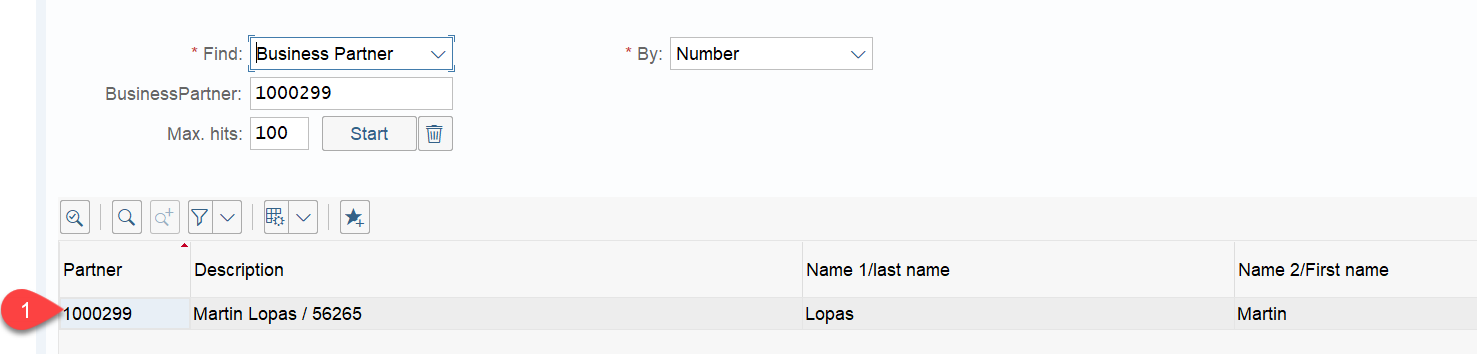 * Find: Business Partner * By: Number
BusinessPartner: 1000299
Max. hits: 100 Start
Partner Description Name 1/last name Name 2/First name
1 1000299 Martin Lopas / 56265 Lopas Martin